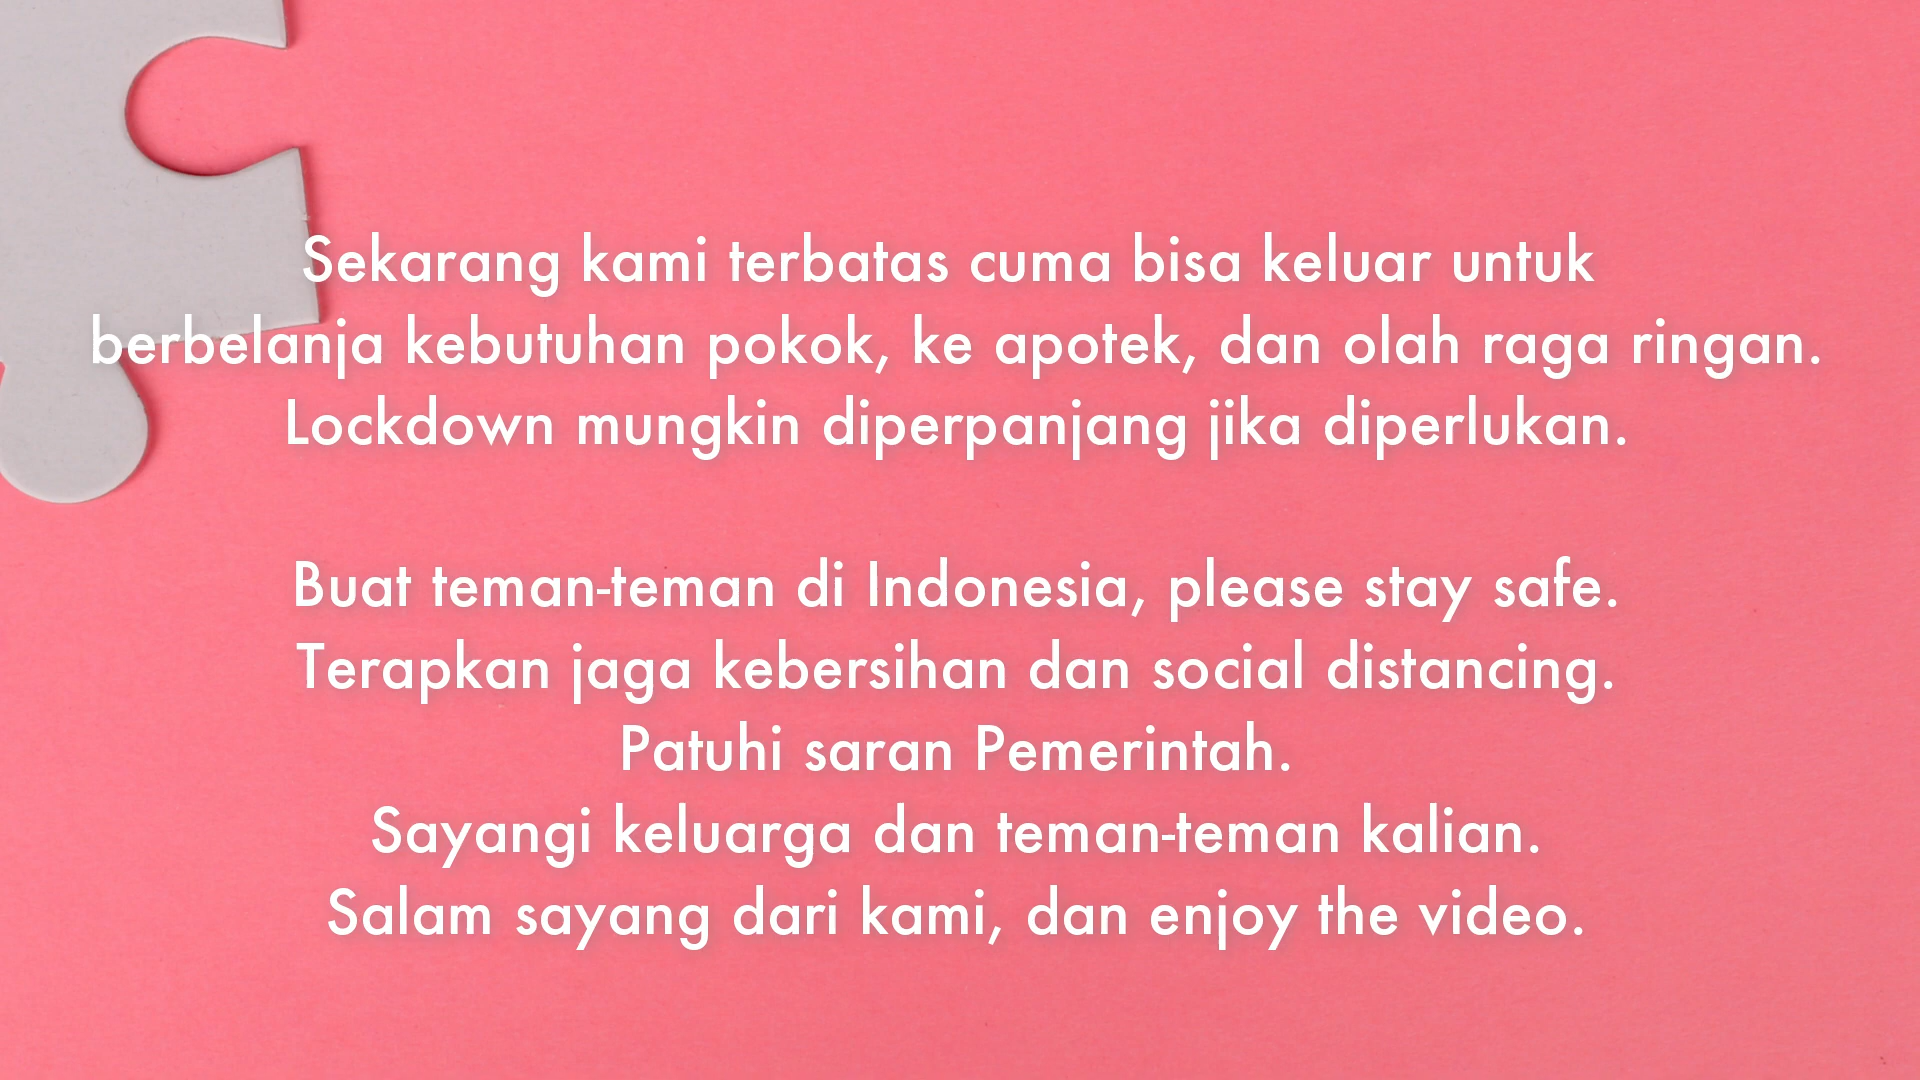 Sekarang kami terbatas cuma bisa keluar untuk
berbelanja kebutuhan pokok, ke apotek, dan olah raga ringan.
Lockdown mungkin diperpanjang jika diperlukan.
Buat teman-teman di Indonesia, please stay safe.
Terapkan jaga kebersihan dan social distancing.
Patuhi saran Pemerintah.
Sayangi keluarga dan teman-teman kalian.
Salam sayang dari kami, dan enjoy the video.